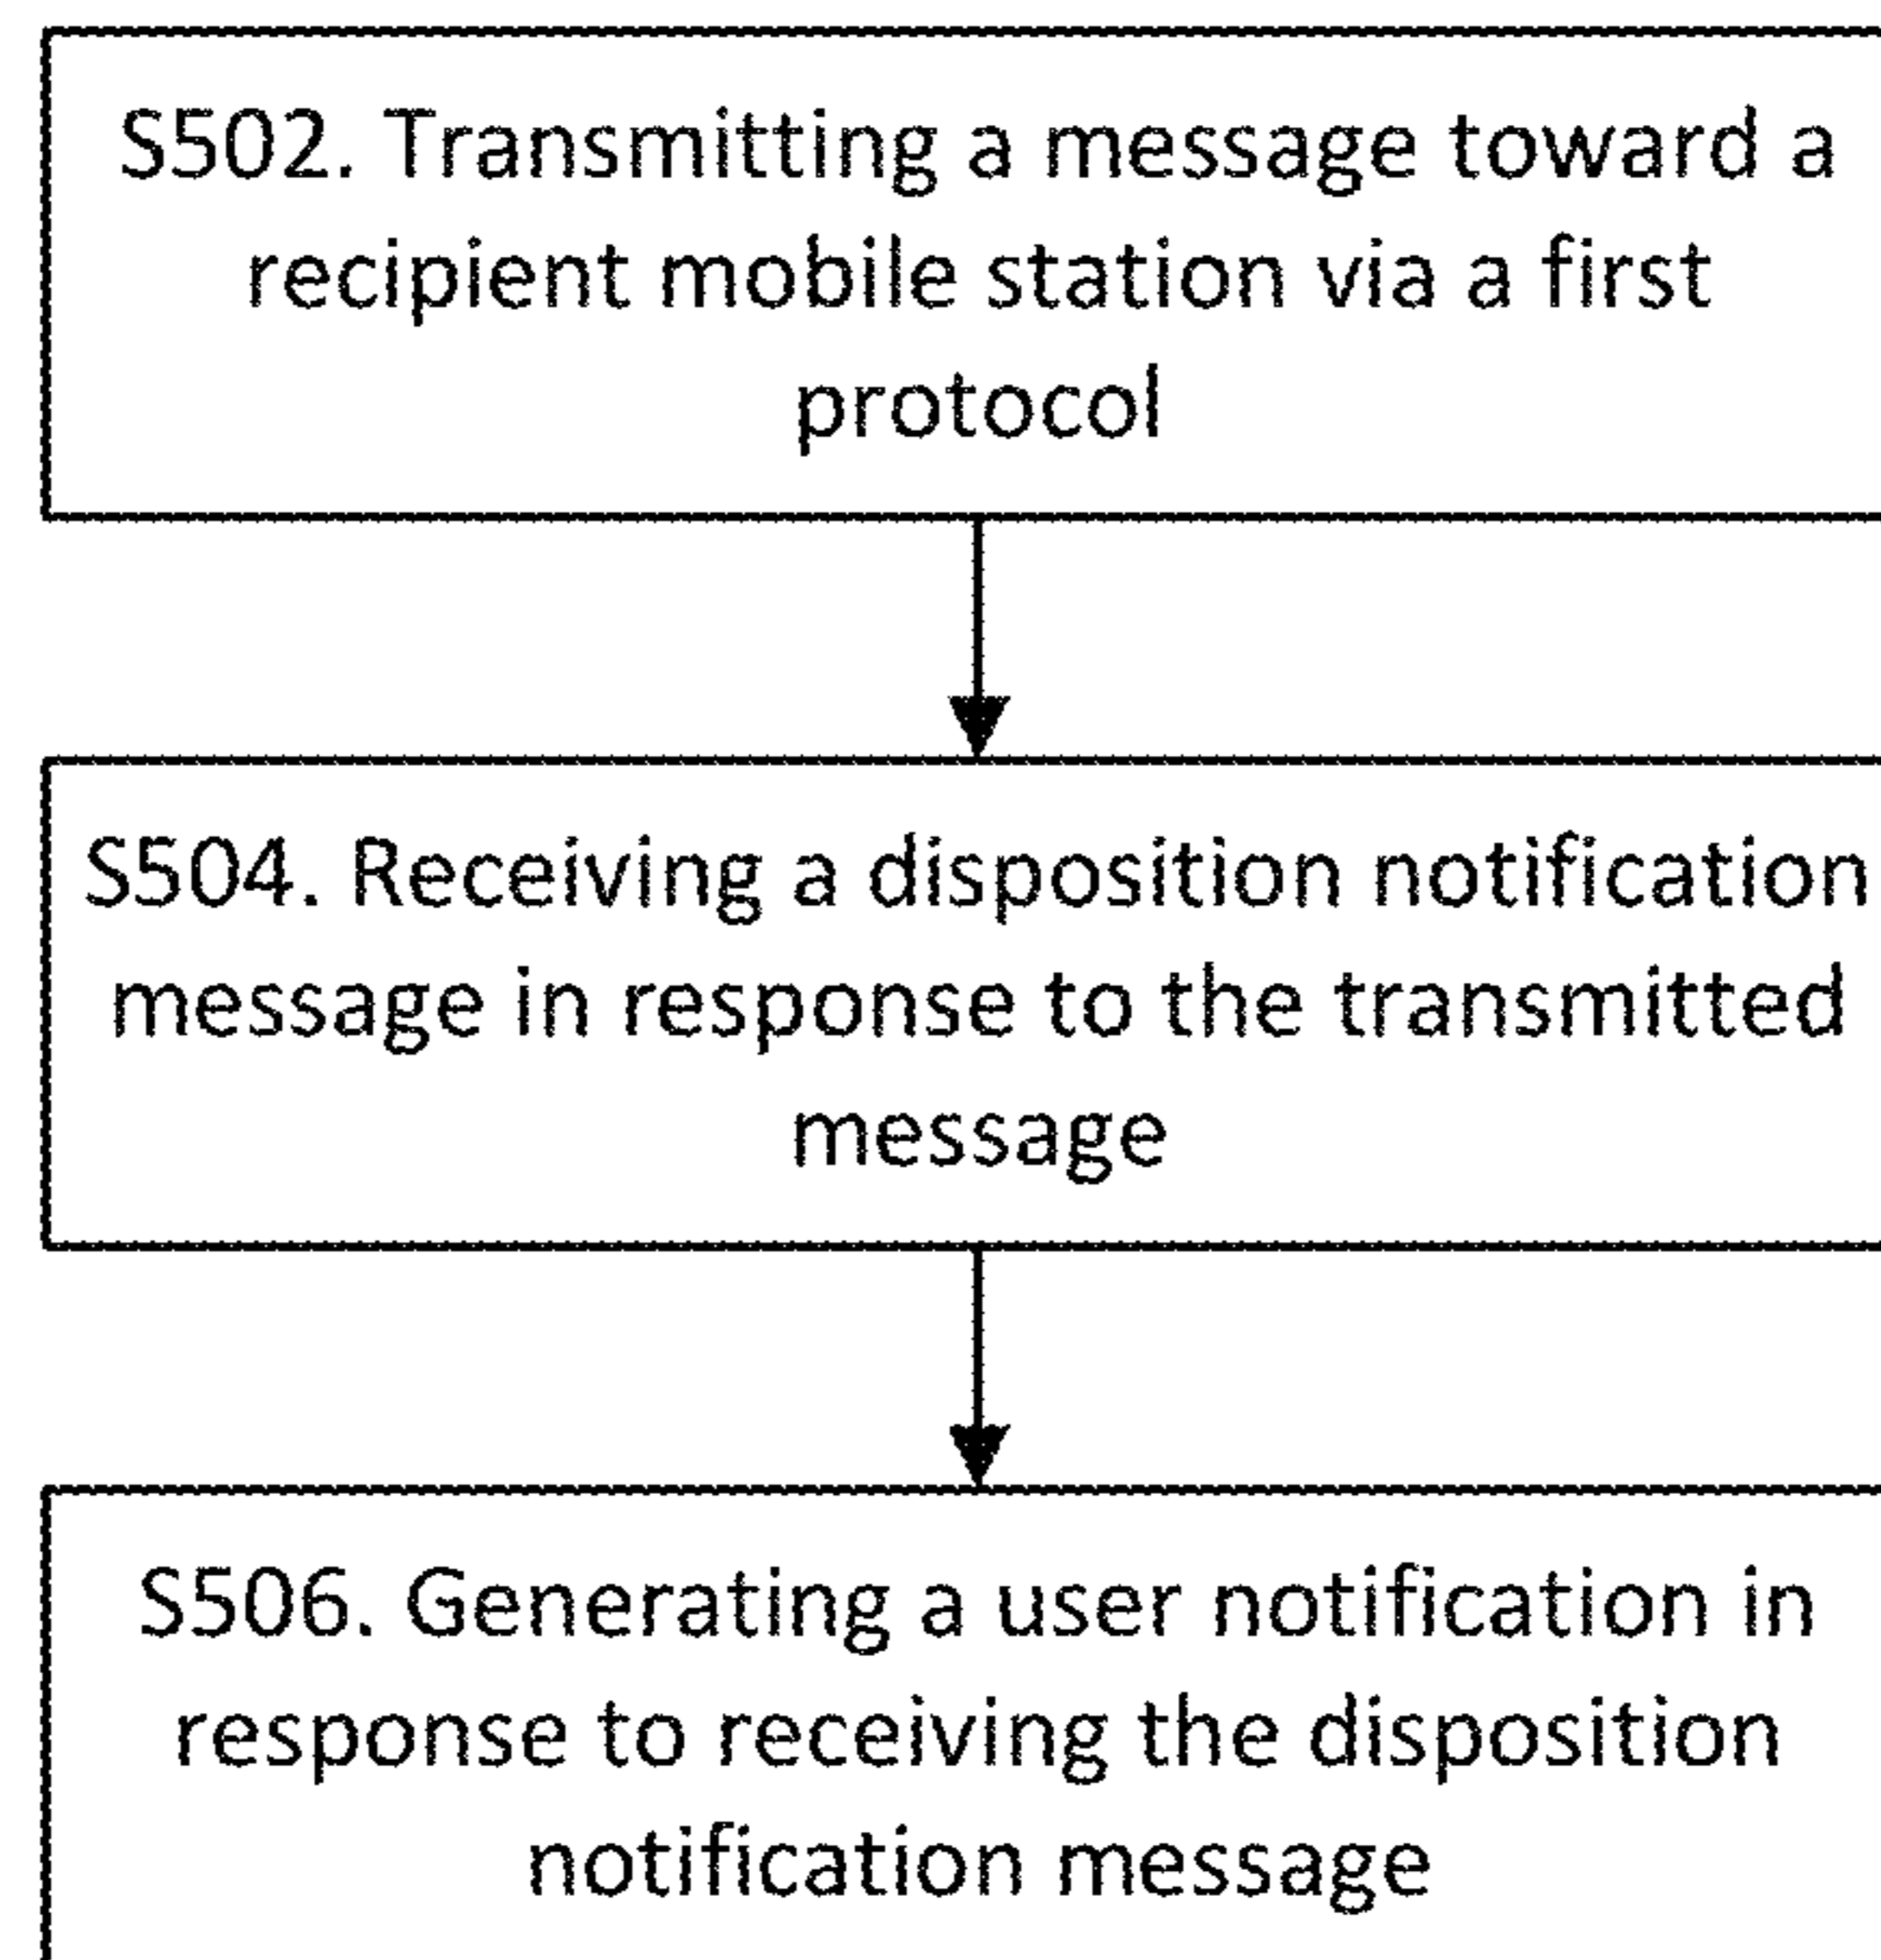 S502. Transmitting a message toward a
recipient mobile station via a first
protocol
S504. Receiving a disposition notification
message in response to the transmitted
message
S506. Generating a user notification in
response to receiving the disposition
notification message